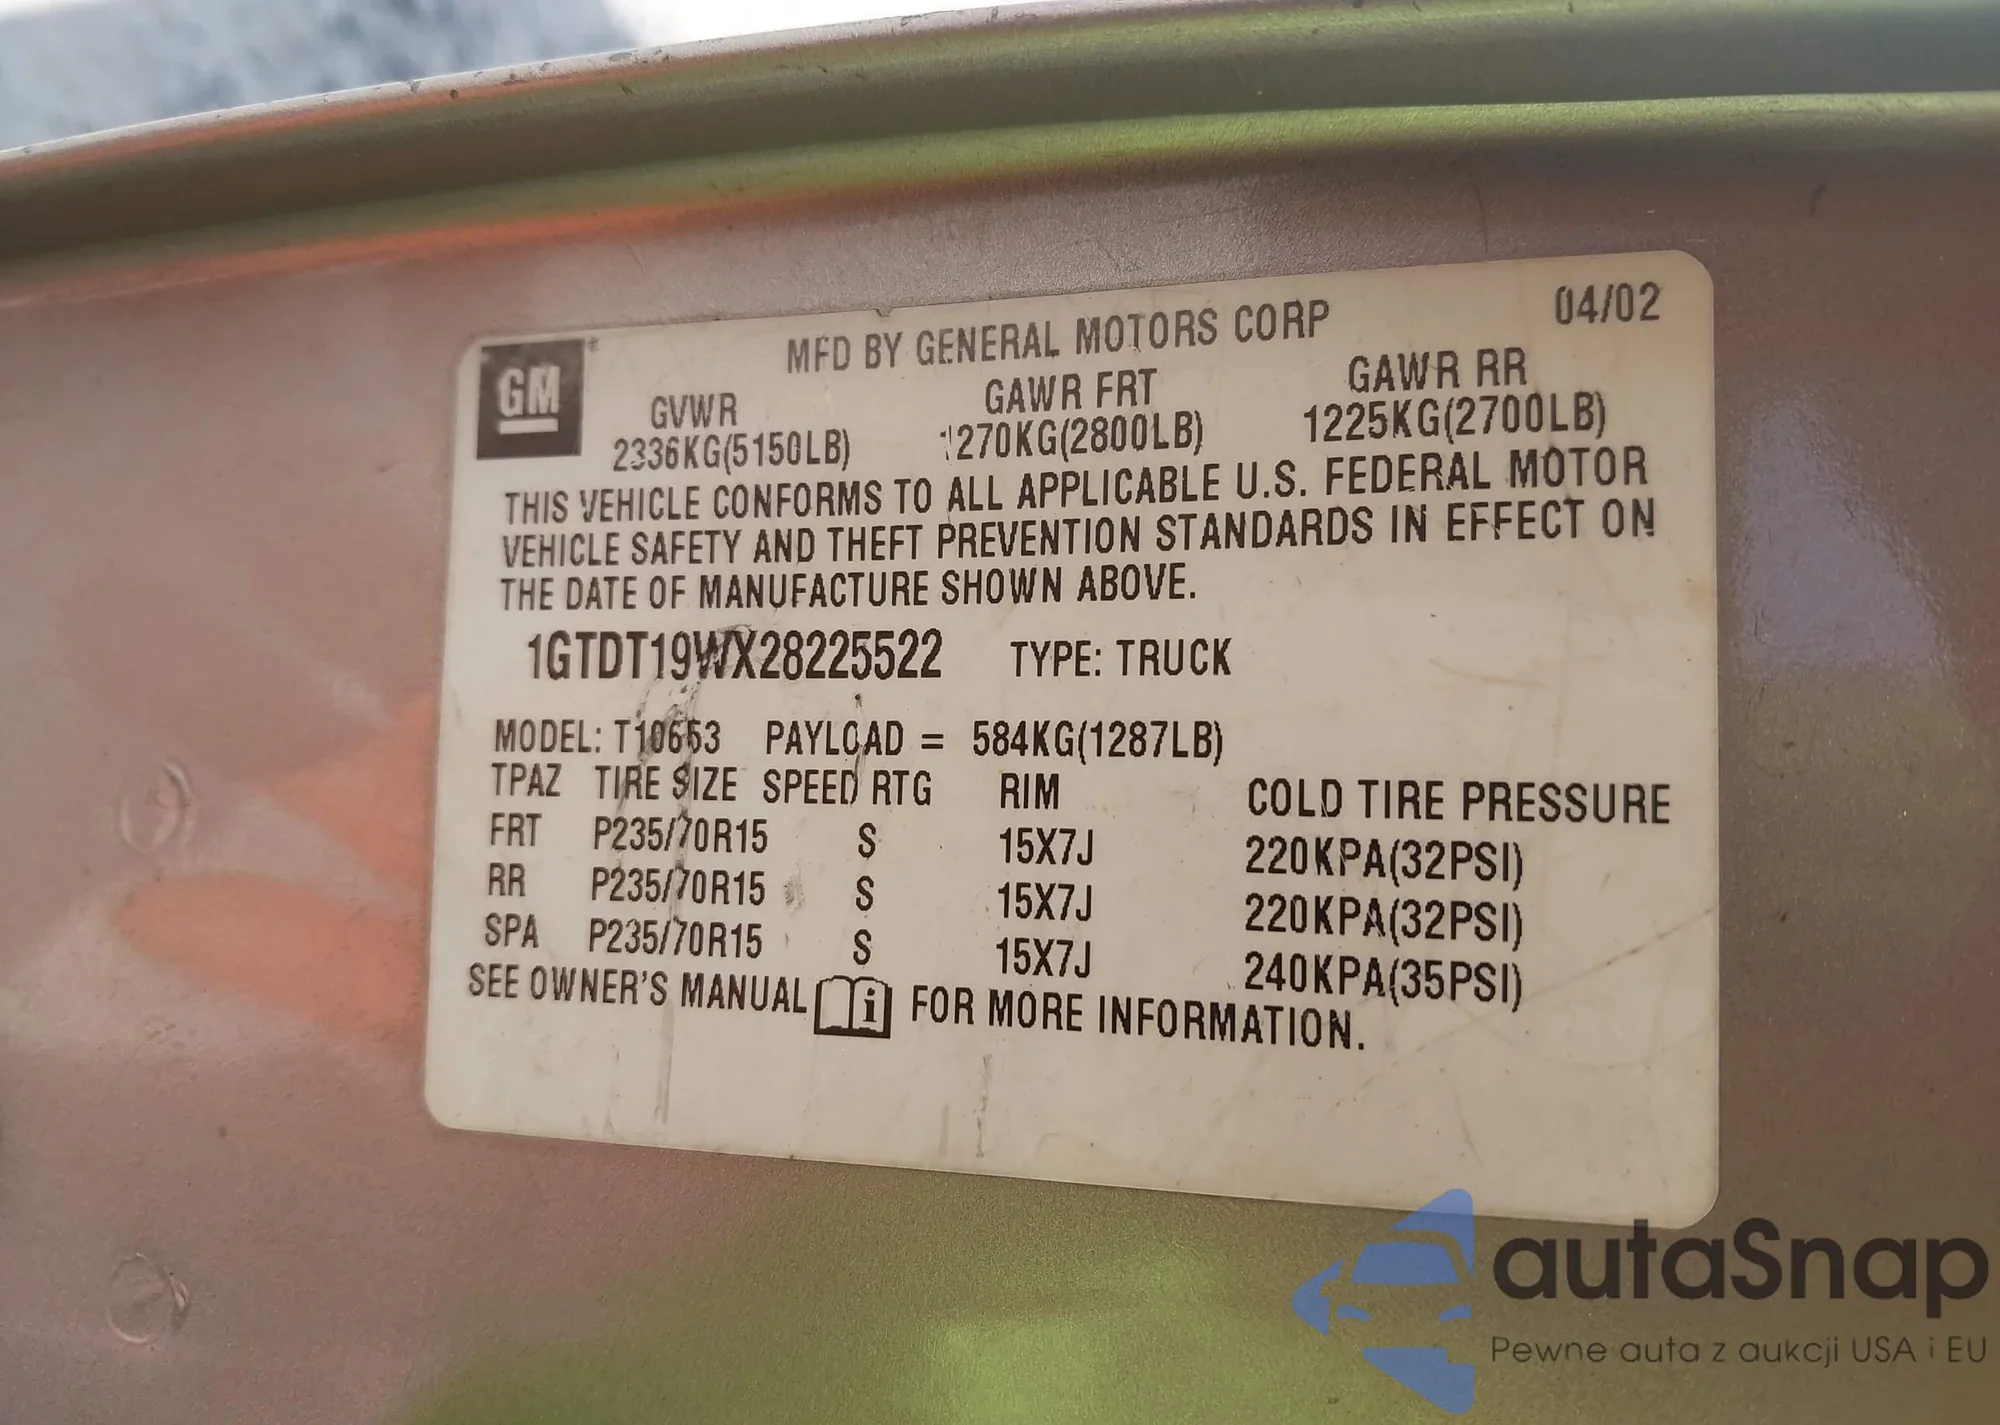 04/02
MFD BY GENERAL MOTORS CORP
GM
GVWR GAWR FRT GAWR RR
2336KG(5150LB) 1270KG(2800LB) 1225KG(2700LB)
THIS VEHICLE CONFORMS TO ALL APPLICABLE U.S. FEDERAL MOTOR
VEHICLE SAFETY AND THEFT PREVENTION STANDARDS IN EFFECT ON
THE DATE OF MANUFACTURE SHOWN ABOVE.
1GTDT19WX28225522 TYPE: TRUCK
MODEL: T10653 PAYLOAD = 584KG(1287LB)
TPAZ TIRE SIZE SPEED RTG RIM COLD TIRE PRESSURE
FRT P235/70R15 S 15X7J 220KPA(32PSI)
RR P235/70R15 S 15X7J 220KPA(32PSI)
SPA P235/70R15 S 15X7J 240KPA(35PSI)
SEE OWNER'S MANUAL i FOR MORE INFORMATION.
autaSnap
Pewne auta z aukcji USA i EU